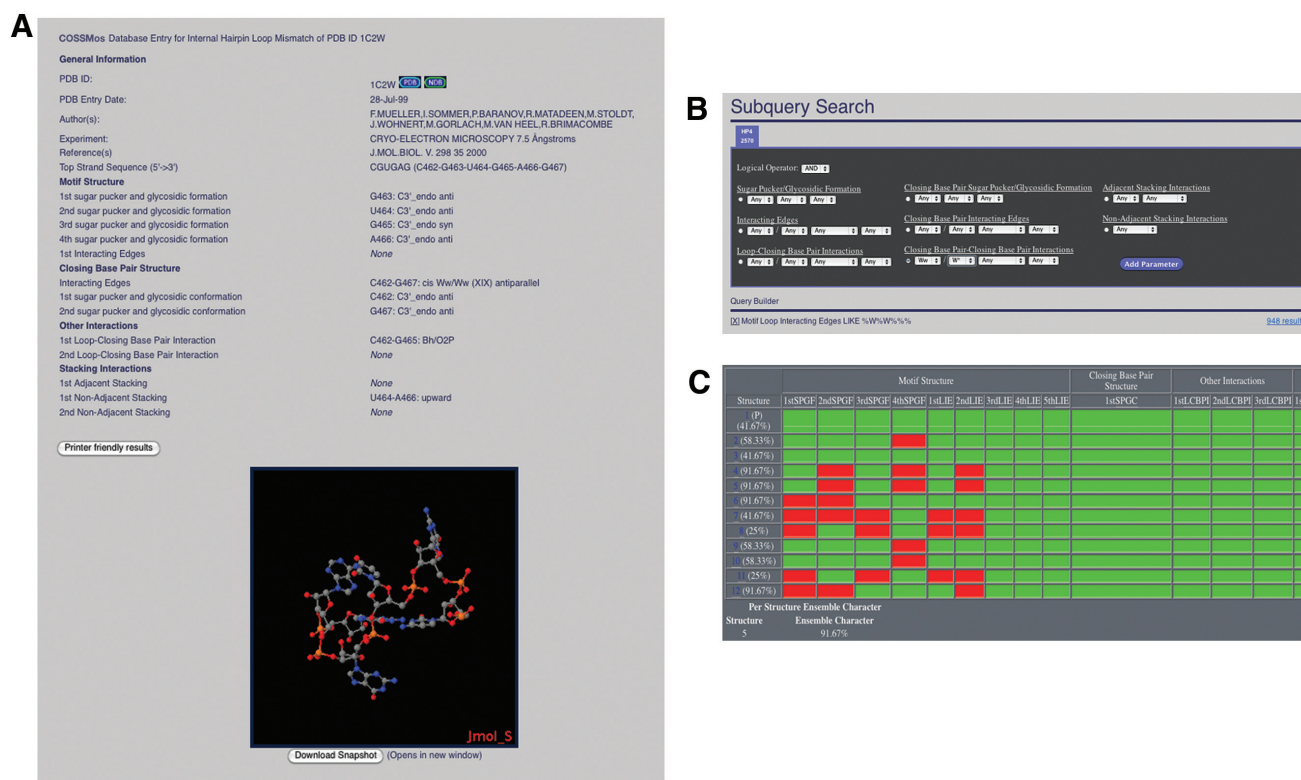 A
COSSMos Database Entry for Internal Hairpin Loop Mismatch of PDB ID 1C2W
General Information
PDB ID: 1C2W PDB NDB
PDB Entry Date: 28-Jul-99
Author(s): F.MUELLER,I.SOMMER,P.BARANOV,R.MATADEEN,M.STOLDT,
J.WOHNERT,M.GORLACH,M.VAN HEEL,R.BRIMACOMBE
Experiment: CRYO-ELECTRON MICROSCOPY 7.5 Ångstroms
Reference(s) J.MOL.BIOL. V. 298 35 2000
Top Strand Sequence (5'->3') CGUGAG (C462-G463-U464-G465-A466-G467)
Motif Structure
1st sugar pucker and glycosidic formation G463: C3'_endo anti
2nd sugar pucker and glycosidic formation U464: C3'_endo anti
3rd sugar pucker and glycosidic formation G465: C3'_endo syn
4th sugar pucker and glycosidic formation A466: C3'_endo anti
1st Interacting Edges None
Closing Base Pair Structure
Interacting Edges C462-G467: cis Ww/Ww (XIX) antiparallel
1st sugar pucker and glycosidic conformation C462: C3'_endo anti
2nd sugar pucker and glycosidic conformation G467: C3'_endo anti
Other Interactions
1st Loop-Closing Base Pair Interaction C462-G465: Bh/O2P
2nd Loop-Closing Base Pair Interaction None
Stacking Interactions
1st Adjacent Stacking None
1st Non-Adjacent Stacking U464-A466: upward
2nd Non-Adjacent Stacking None
Printer friendly results
Jmol_S
Download Snapshot (Opens in new window)
B
Subquery Search
HP4
2570
Logical Operator: AND
Sugar Pucker/Glycosidic Formation Closing Base Pair Sugar Pucker/Glycosidic Formation Adjacent Stacking Interactions
Any Any Any Any Any Any Any Any
Interacting Edges Closing Base Pair Interacting Edges Non-Adjacent Stacking Interactions
Any / Any Any Any Any / Any Any Any Any
Loop-Closing Base Pair Interactions Closing Base Pair-Closing Base Pair Interactions
Any / Any Any Any Ww / W* Any Any Add Parameter
Query Builder
[X] Motif Loop Interacting Edges LIKE %W%W%%% 948 result
C
Motif Structure Closing Base Pair Structure Other Interactions
Structure 1stSPGF 2ndSPGF 3rdSPGF 4thSPGF 1stLIE 2ndLIE 3rdLIE 4thLIE 5thLIE 1stSPGC 1stLCBPI 2ndLCBPI 3rdLCBPI 1s
1 (P)
(41.67%)
2 (58.33%)
3 (41.67%)
4 (91.67%)
5 (91.67%)
6 (91.67%)
7 (41.67%)
8 (25%)
9 (58.33%)
10 (58.33%)
11 (25%)
12 (91.67%)
Per Structure Ensemble Character
Structure Ensemble Character
5 91.67%